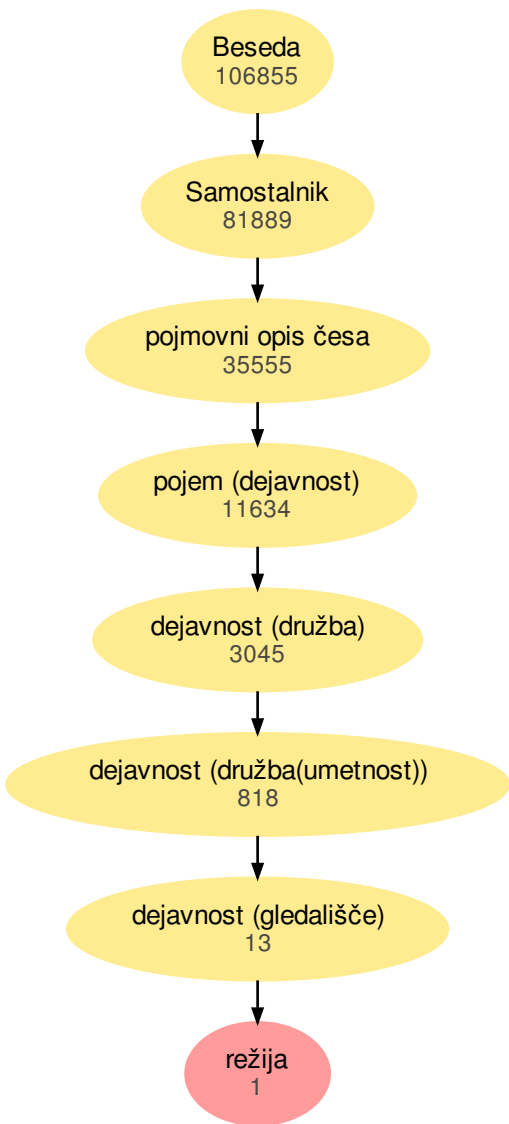 Beseda
106855
Samostalnik
81889
pojmovni opis česa
35555
pojem (dejavnost)
11634
dejavnost (družba)
3045
dejavnost (družba(umetnost))
818
dejavnost (gledališče)
13
režija
1